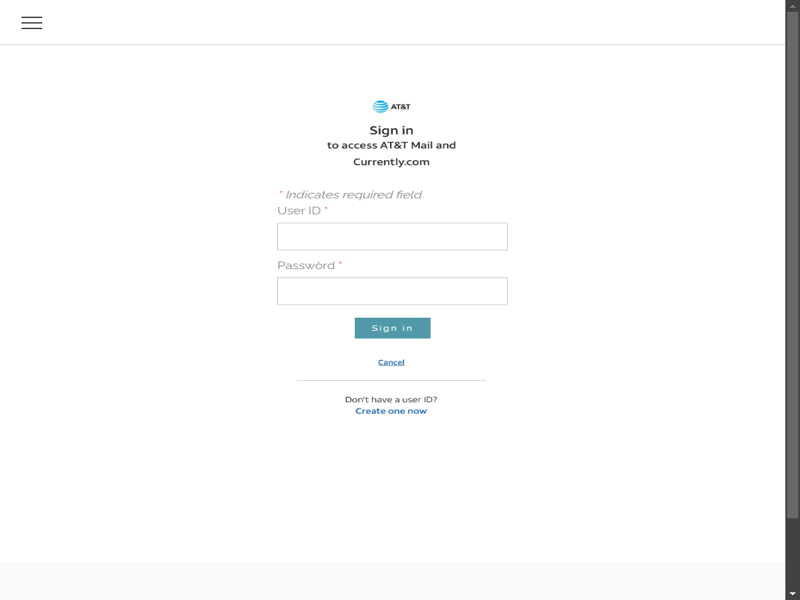 AT&T
Sign in
to access AT&T Mail and
Currently.com
* Indicates required field
User ID *
Passwòrd *
Sign in
Cancel
Don't have a user ID?
Create one now